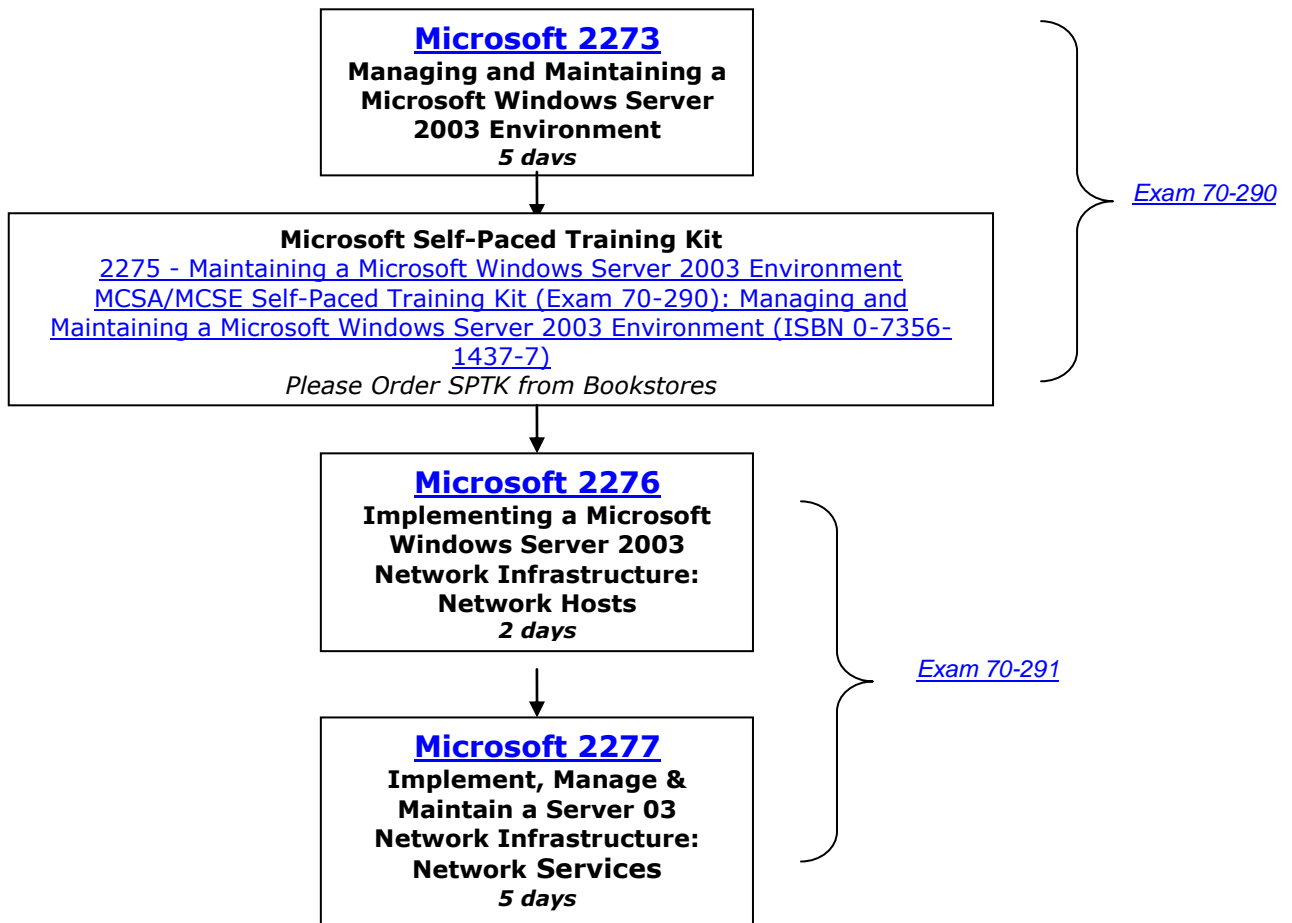 Microsoft 2273
Managing and Maintaining a
Microsoft Windows Server
2003 Environment
5 days
Exam 70-290
Microsoft Self-Paced Training Kit
2275 - Maintaining a Microsoft Windows Server 2003 Environment
MCSA/MCSE Self-Paced Training Kit (Exam 70-290): Managing and
Maintaining a Microsoft Windows Server 2003 Environment (ISBN 0-7356-
1437-7)
Please Order SPTK from Bookstores
Microsoft 2276
Implementing a Microsoft
Windows Server 2003
Network Infrastructure:
Network Hosts
2 days
Exam 70-291
Microsoft 2277
Implement, Manage &
Maintain a Server 03
Network Infrastructure:
Network Services
5 days